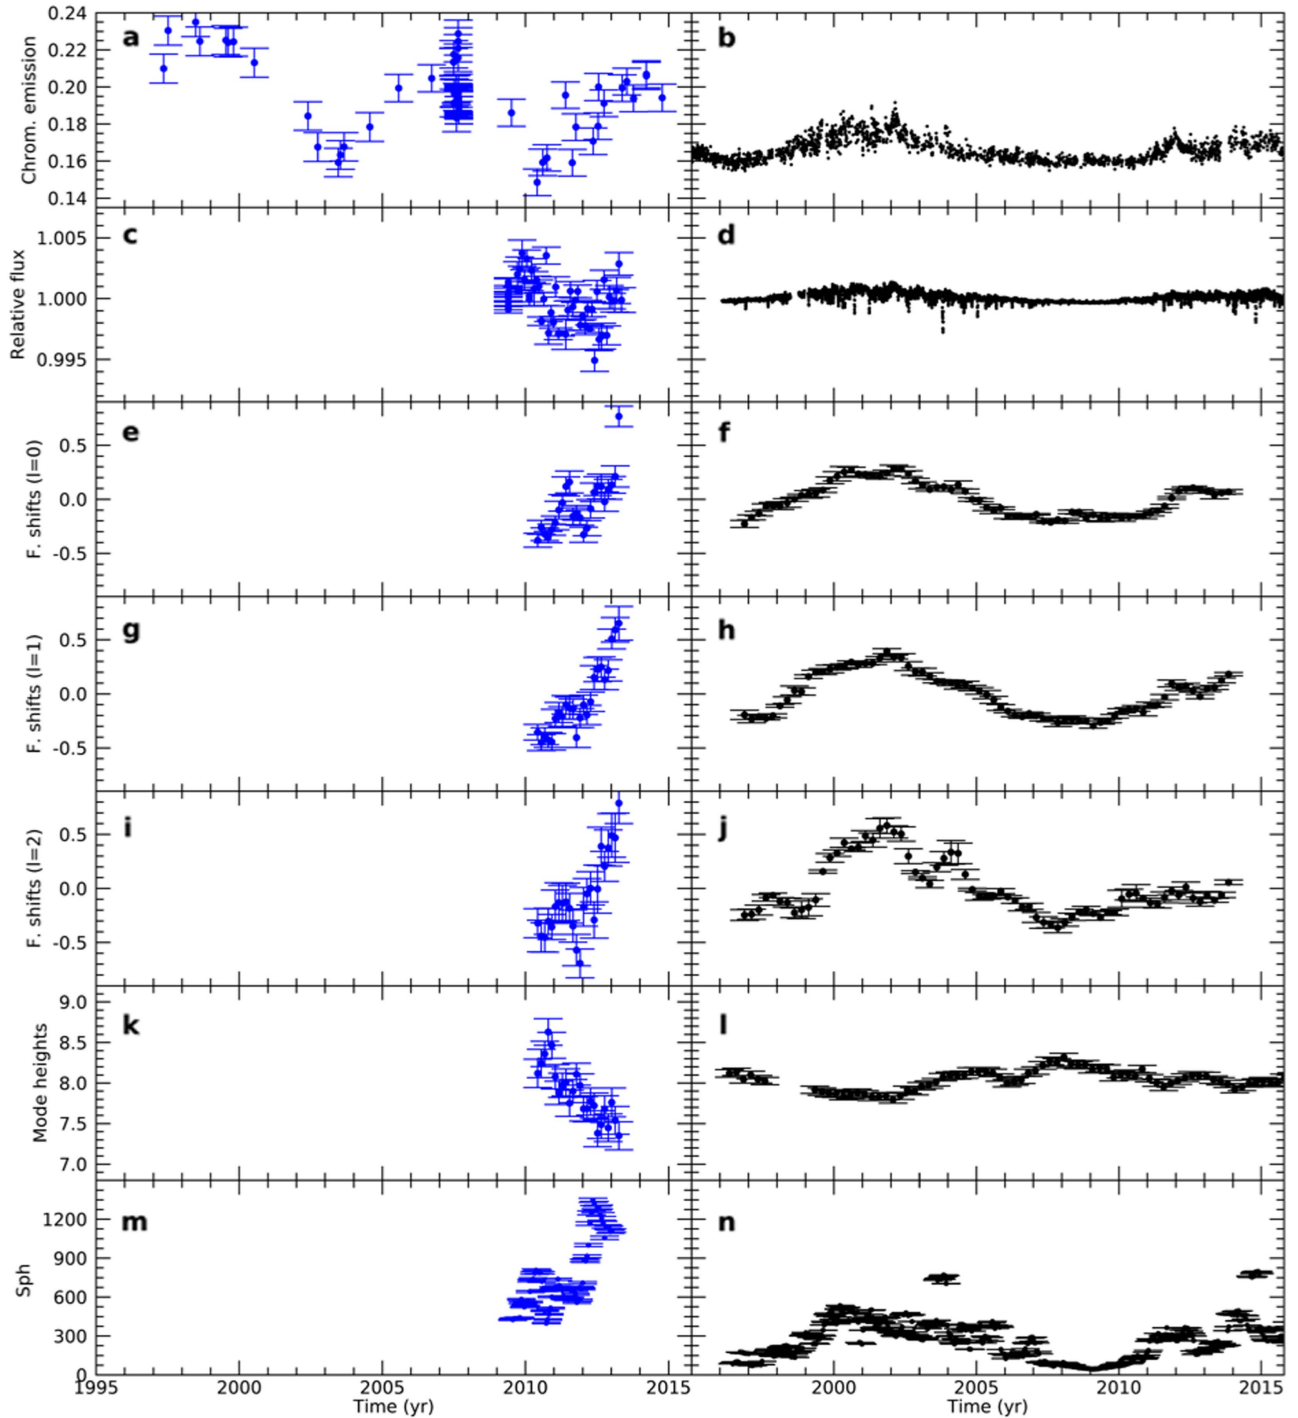 a
b
Chrom. emission
0.24
0.22
0.20
0.18
0.16
0.14
c
d
Relative flux
1.005
1.000
0.995
e
f
F. shifts (l=0)
0.5
0.0
-0.5
g
h
F. shifts (l=1)
0.5
0.0
-0.5
i
j
F. shifts (l=2)
0.5
0.0
-0.5
k
l
Mode heights
9.0
8.5
8.0
7.5
7.0
m
n
Sph
1200
900
600
300
0
1995 2000 2005 2010 2015 2000 2005 2010 2015
Time (yr) Time (yr)